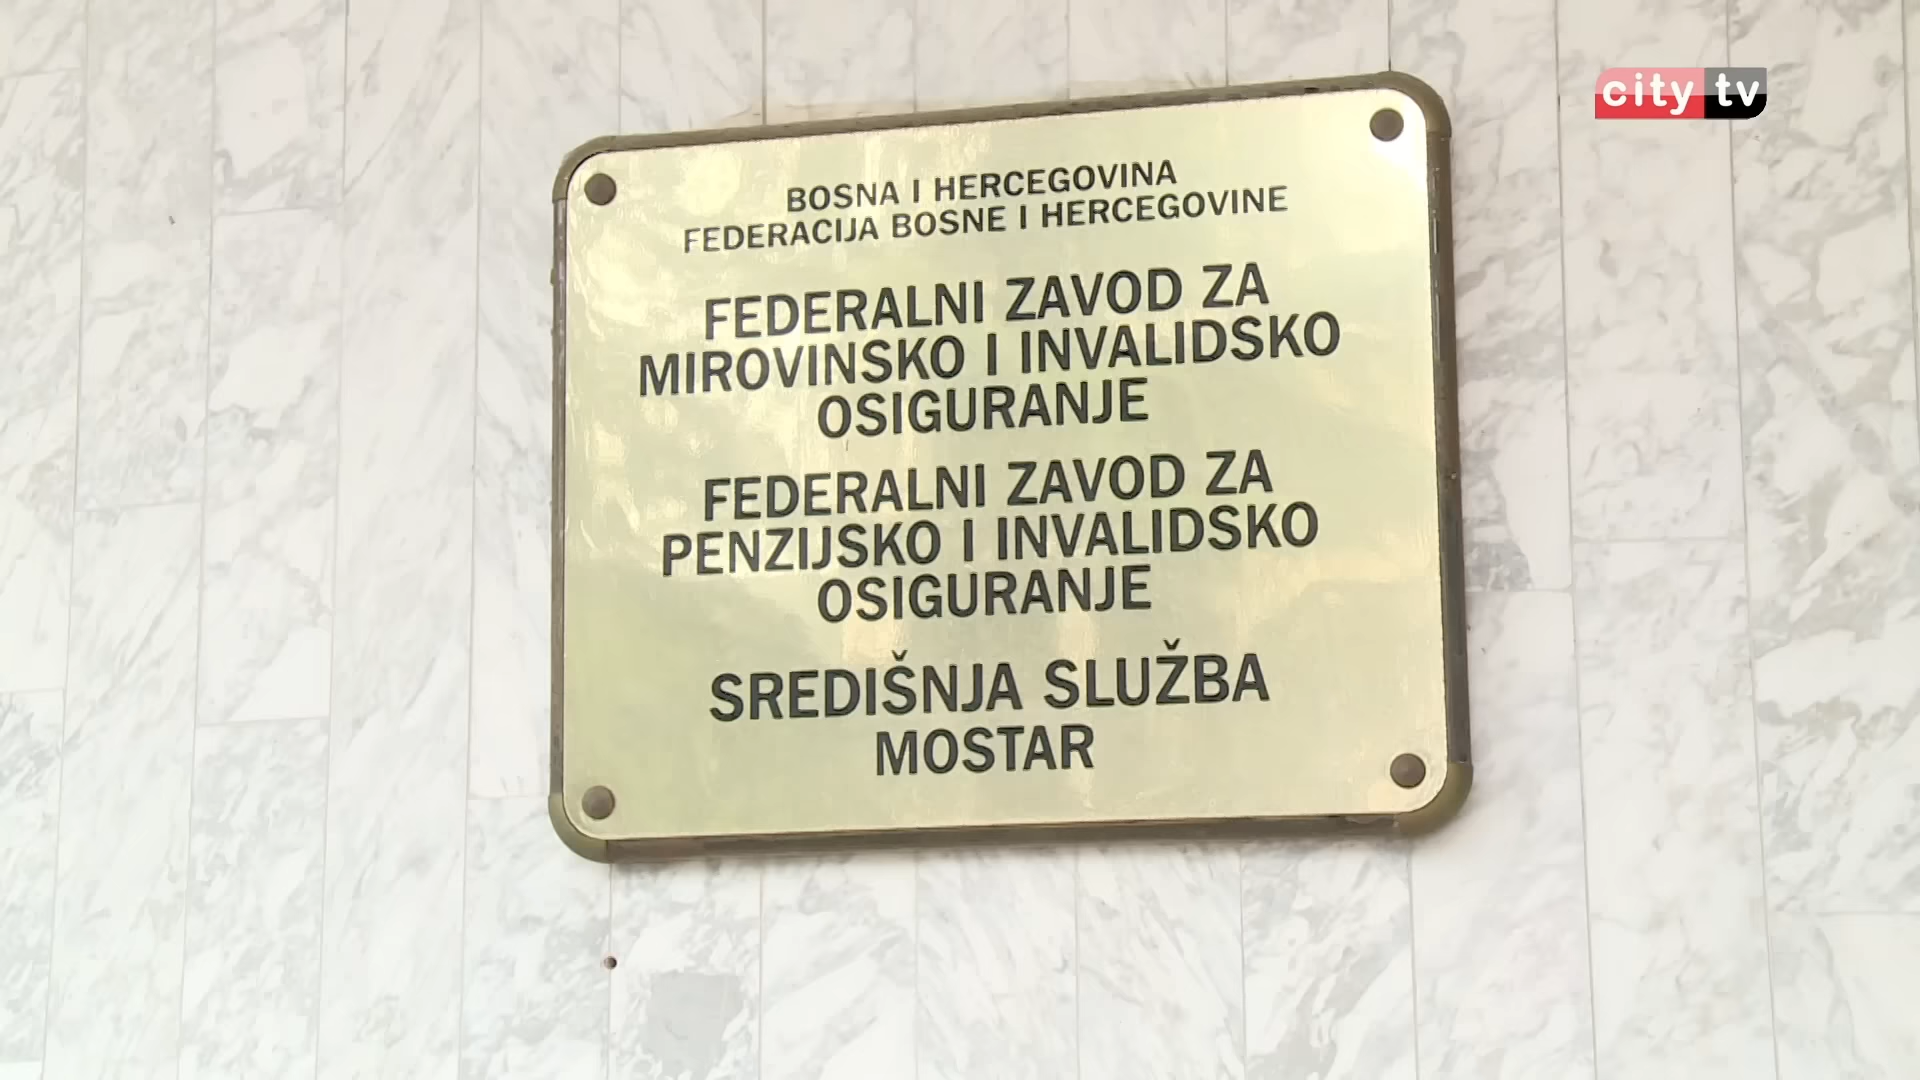 city tv
BOSNA I HERCEGOVINA
FEDERACIJA BOSNE I HERCEGOVINE
FEDERALNI ZAVOD ZA
MIROVINSKO I INVALIDSKO
OSIGURANJE
FEDERALNI ZAVOD ZA
PENZIJSKO I INVALIDSKO
OSIGURANJE
SREDIŠNJA SLUŽBA
MOSTAR